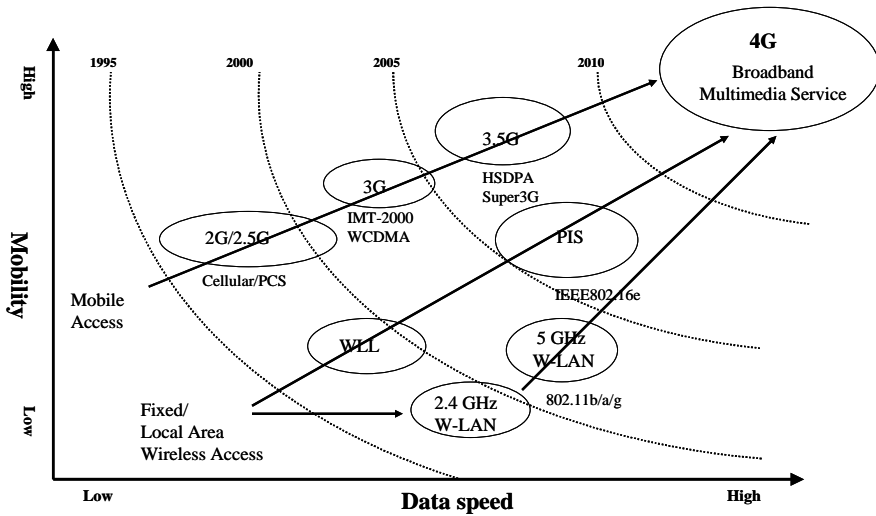 4G
Broadband
Multimedia Service
1995
2000
2005
2010
High
3.5G
HSDPA
Super3G
3G
IMT-2000
WCDMA
2G/2.5G
Cellular/PCS
PIS
Mobility
Mobile
Access
IEEE802.16e
WLL
5 GHz
W-LAN
802.11b/a/g
2.4 GHz
W-LAN
Fixed/
Local Area
Wireless Access
Low
Low
Data speed
High